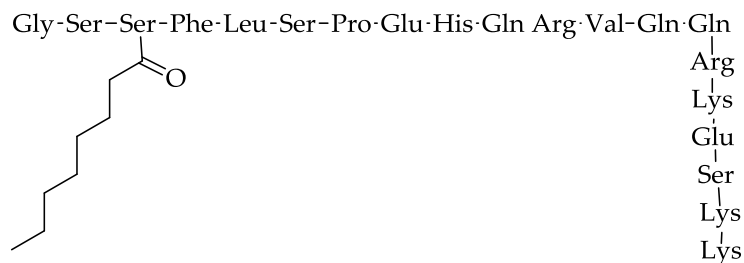 Gly-Ser-Ser-Phe-Leu-Ser-Pro-Glu-His-Gln Arg-Val-Gln-Gln
O
Arg
Lys
Glu
Ser
Lys
Lys